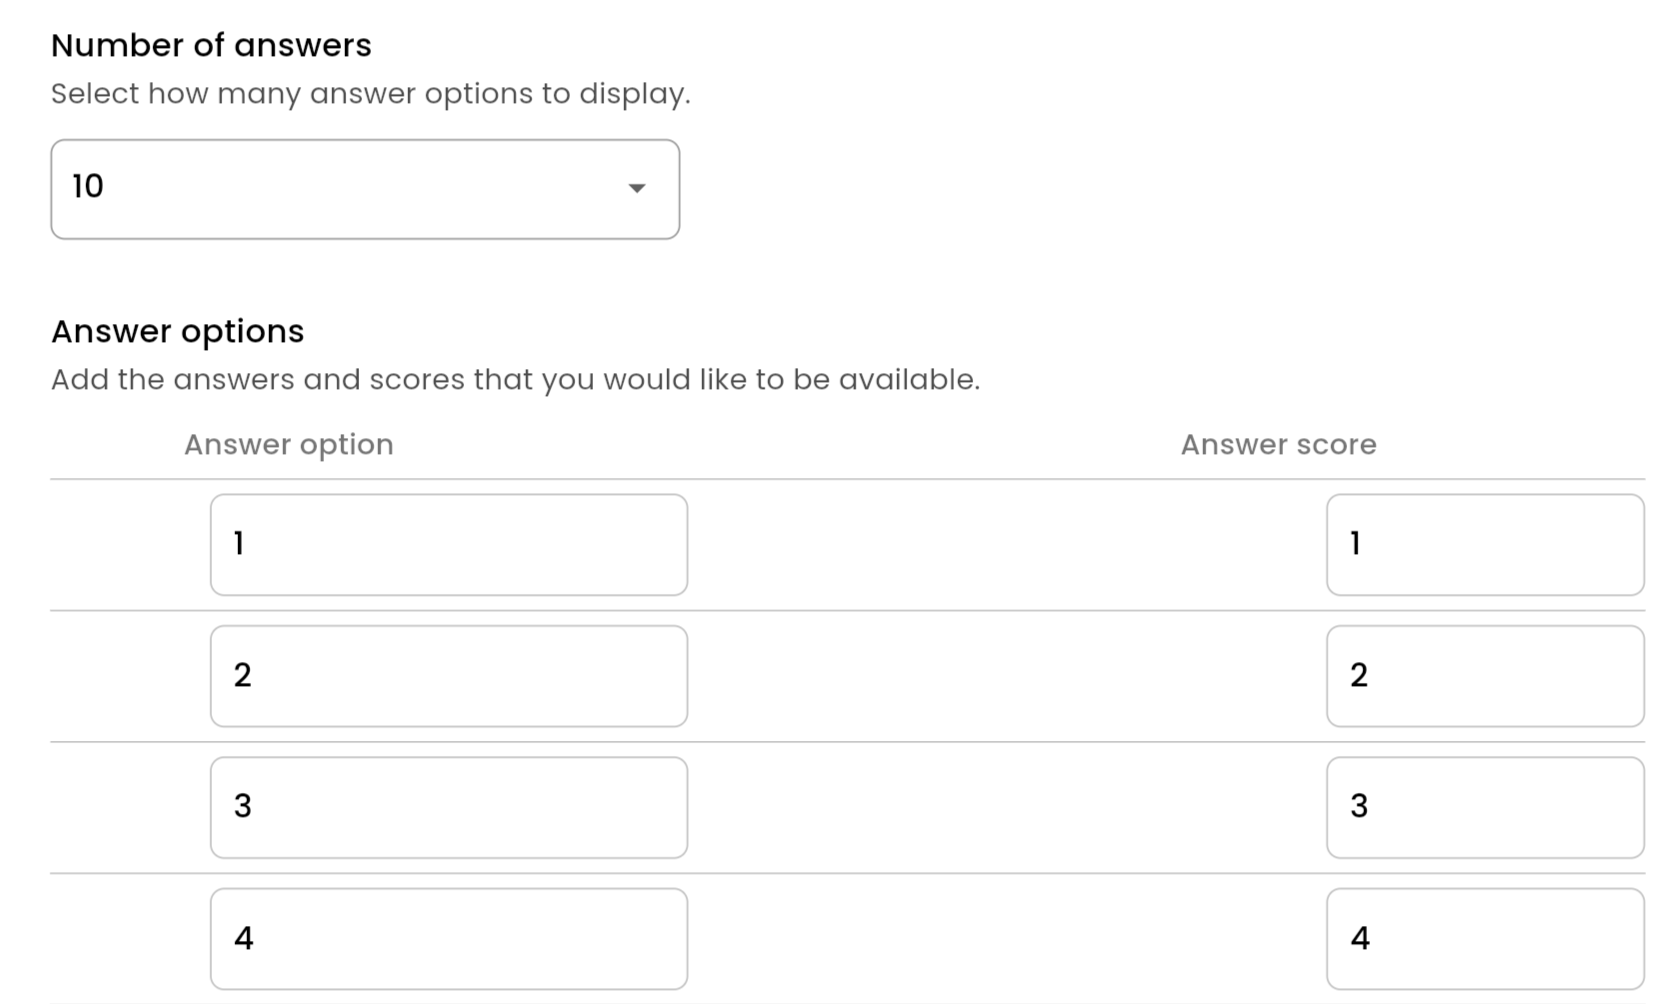 Number of answers
Select how many answer options to display.
10
Answer options
Add the answers and scores that you would like to be available.
Answer option Answer score
1 1
2 2
3 3
4 4